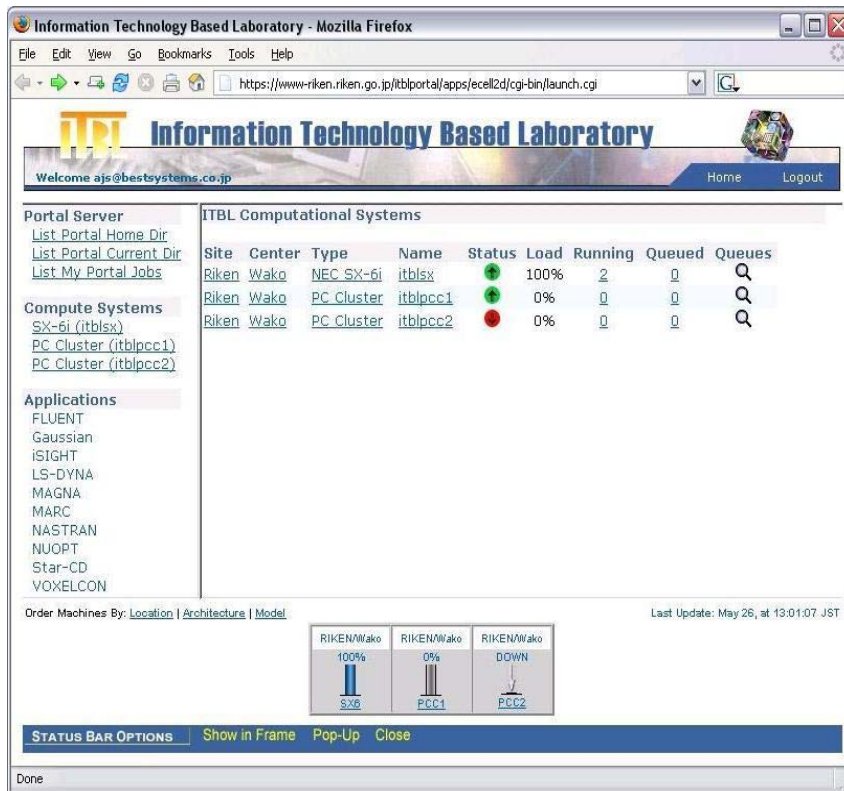 Information Technology Based Laboratory - Mozilla Firefox
File Edit View Go Bookmarks Tools Help
https://www-riken.riken.go.jp/itblportal/apps/ecell2d/cgi-bin/launch.cgi G
ITBL Information Technology Based Laboratory
Welcome ajs@bestsystems.co.jp Home Logout
Portal Server
List Portal Home Dir
List Portal Current Dir
List My Portal Jobs
Compute Systems
SX-6i (itblsx)
PC Cluster (itblpcc1)
PC Cluster (itblpcc2)
Applications
FLUENT
Gaussian
iSIGHT
LS-DYNA
MAGNA
MARC
NASTRAN
NUOPT
Star-CD
VOXELCON
ITBL Computational Systems
Site Center Type Name Status Load Running Queued Queues
Riken Wako NEC SX-6i itblsx 100% 2 0
Riken Wako PC Cluster itblpcc1 0% 0 0
Riken Wako PC Cluster itblpcc2 0% 0 0
Order Machines By: Location | Architecture | Model Last Update: May 26, at 13:01:07 JST
RIKEN/Wako RIKEN/Wako RIKEN/Wako
100% 0% DOWN
SX6 PCC1 PCC2
STATUS BAR OPTIONS Show in Frame Pop-Up Close
Done